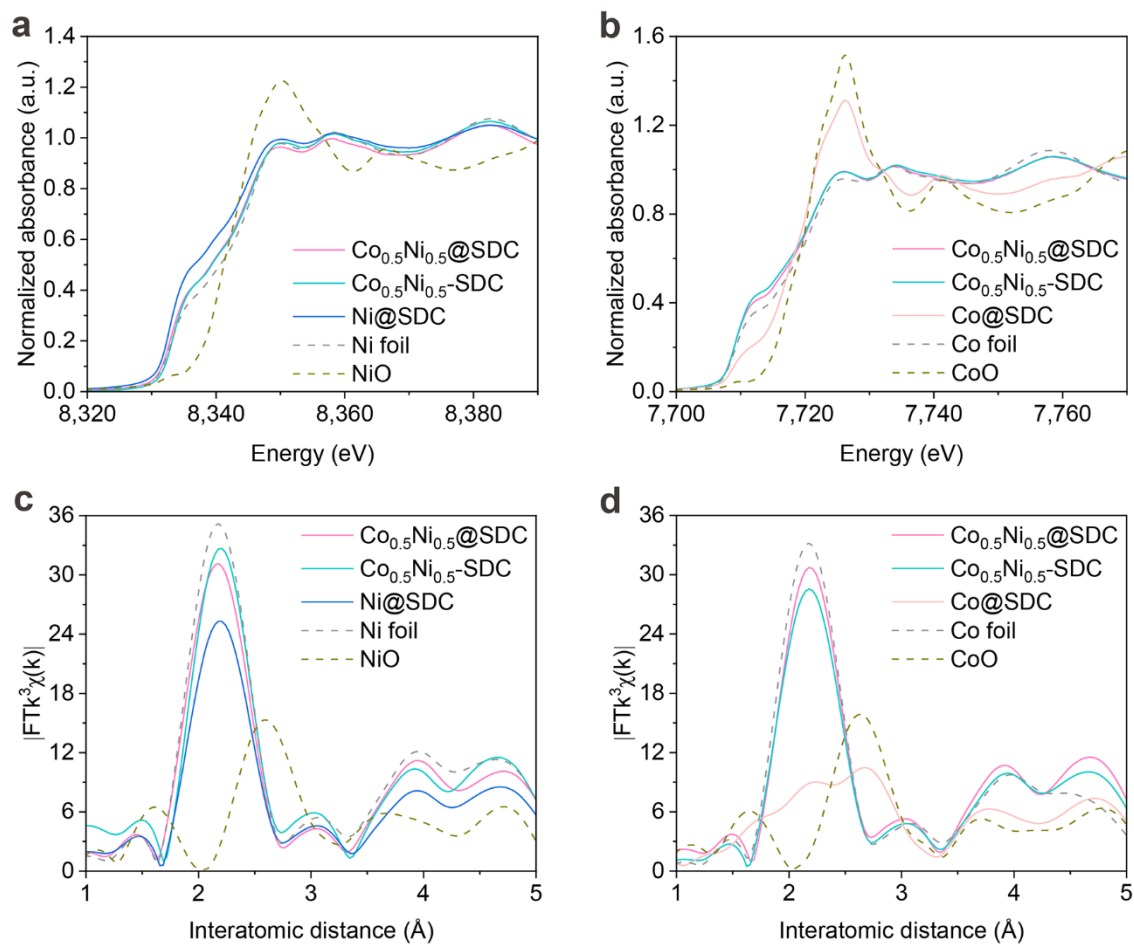 a
1.4
1.2
1.0
0.8
0.6
0.4
0.2
0.0
Normalized absorbance (a.u.)
Co0.5Ni0.5@SDC
Co0.5Ni0.5-SDC
Ni@SDC
Ni foil
NiO
8,320 8,340 8,360 8,380
Energy (eV)
b
1.6
1.2
0.8
0.4
0.0
Normalized absorbance (a.u.)
Co0.5Ni0.5@SDC
Co0.5Ni0.5-SDC
Co@SDC
Co foil
CoO
7,700 7,720 7,740 7,760
Energy (eV)
c
36
30
24
18
12
6
0
|FTk³χ(k)|
Co0.5Ni0.5@SDC
Co0.5Ni0.5-SDC
Ni@SDC
Ni foil
NiO
1 2 3 4 5
Interatomic distance (Å)
d
36
30
24
18
12
6
0
|FTk³χ(k)|
Co0.5Ni0.5@SDC
Co0.5Ni0.5-SDC
Co@SDC
Co foil
CoO
1 2 3 4 5
Interatomic distance (Å)